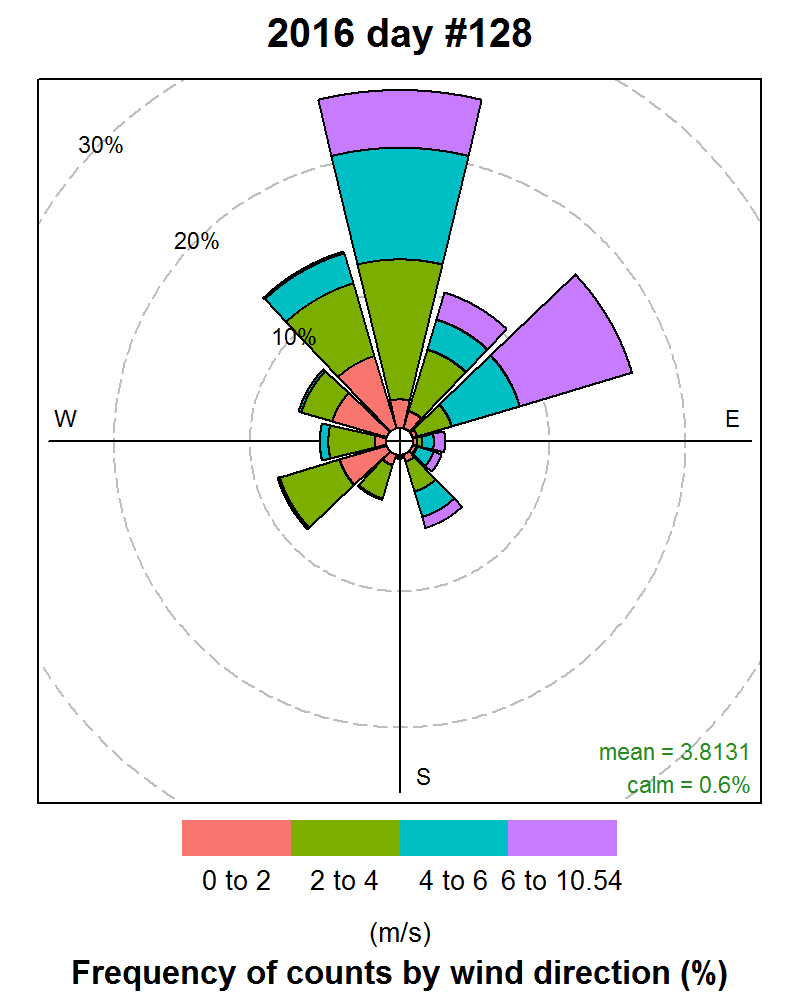 2016 day #128
30%
20%
10%
W
E
S
mean = 3.8131
calm = 0.6%
0 to 2 2 to 4 4 to 6 6 to 10.54
(m/s)
Frequency of counts by wind direction (%)